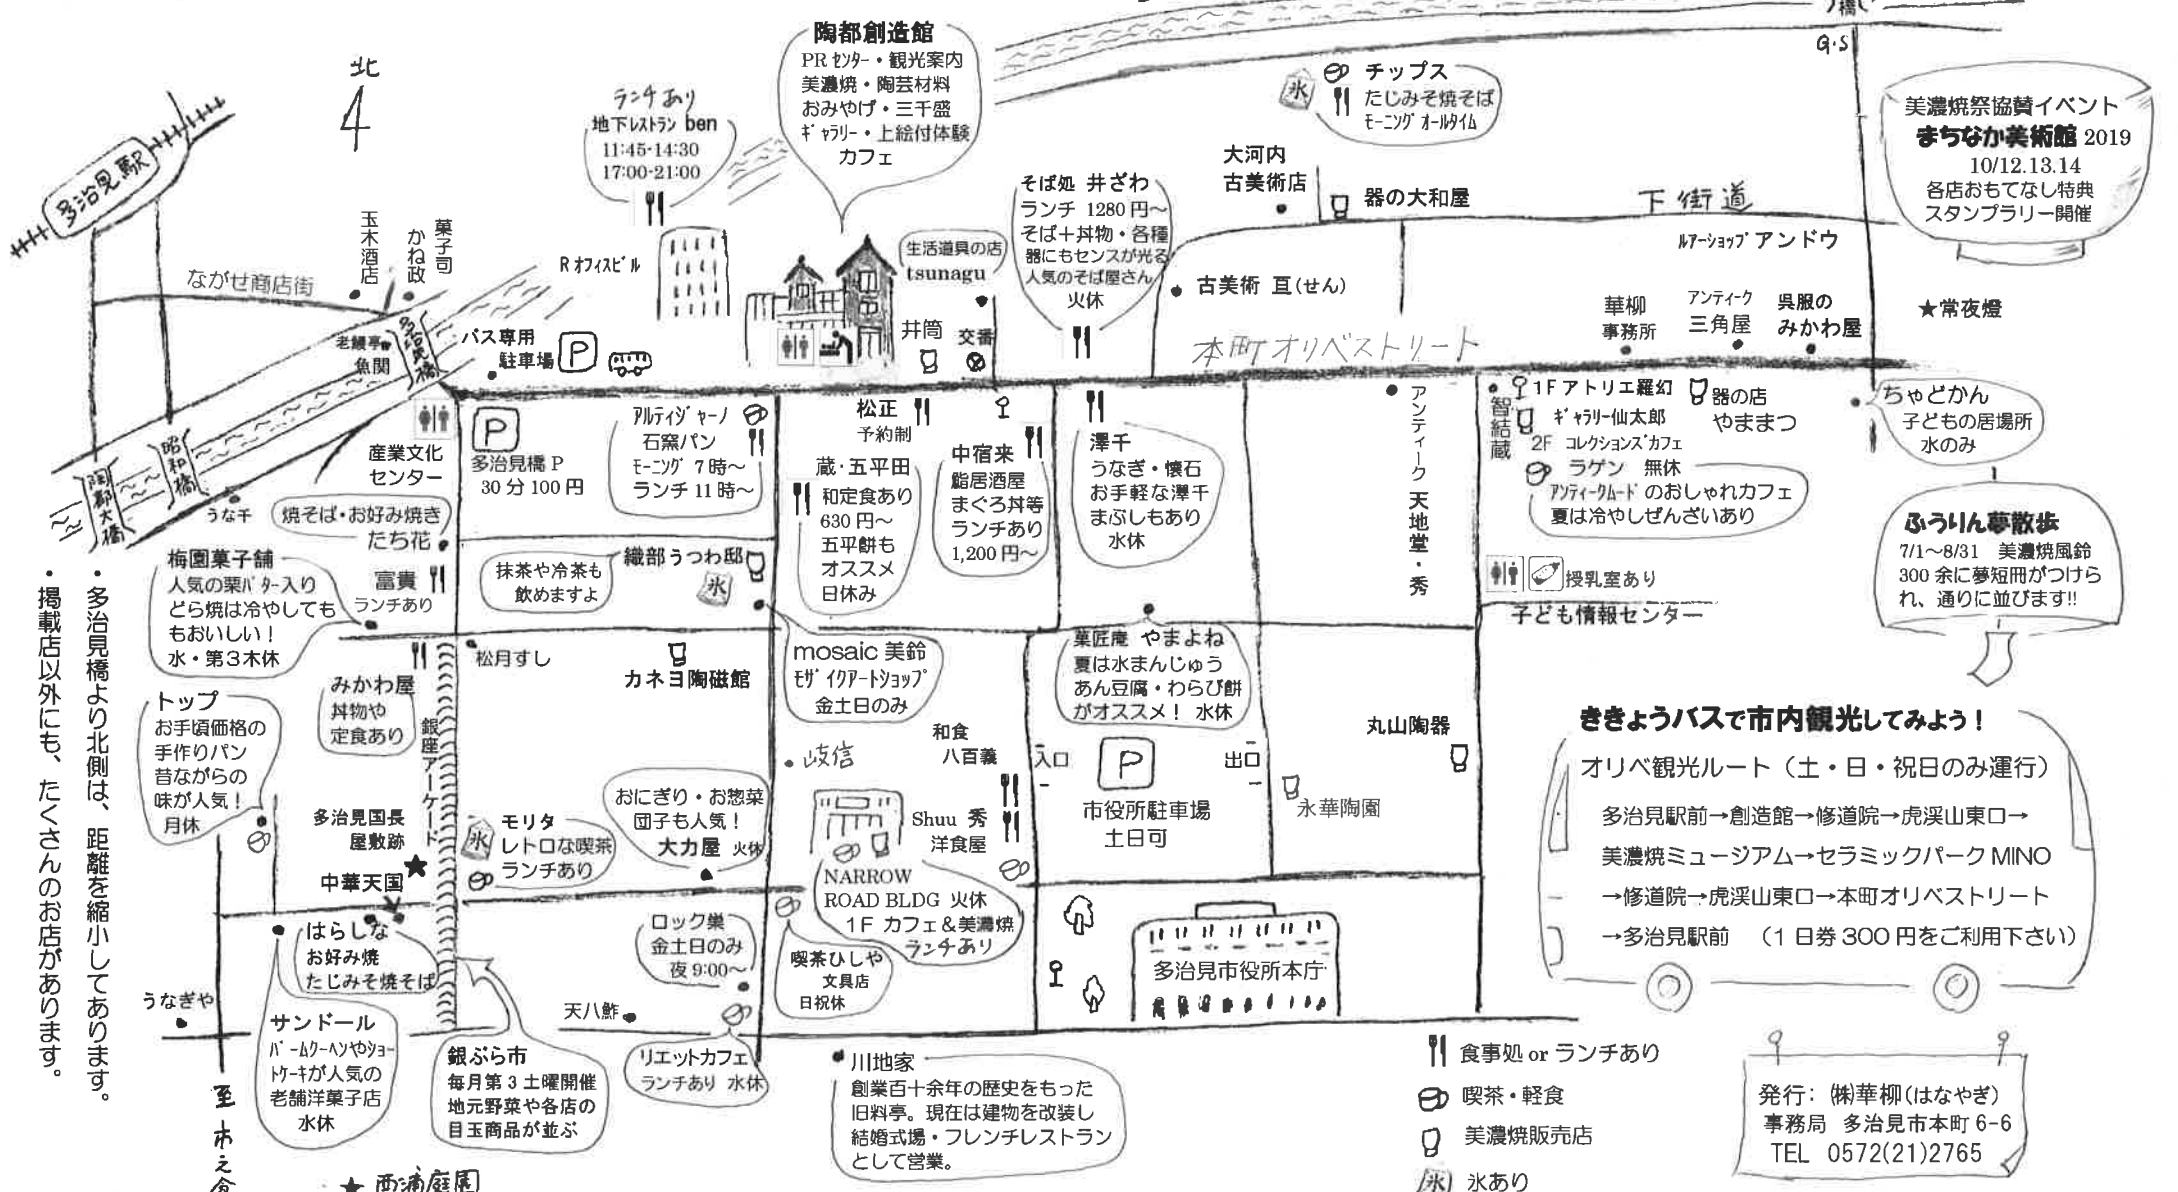 橋
G.S
北
4
多治見駅
ながせ商店街
玉木酒店
菓子司
かね政
老鰻亭
魚関
多治見橋
昭和橋
陶都大橋
うな千
ランチあり
地下レストラン ben
11:45-14:30
17:00-21:00
Rオフィスビル
バス専用
駐車場
P
陶都創造館
PRセンター・観光案内
美濃焼・陶芸材料
おみやげ・三千盛
ギャラリー・上絵付体験
カフェ
生活道具の店
tsunagu
井筒
交番
そば処 井ざわ
ランチ 1280円～
そば＋丼物・各種
器にもセンスが光る
人気のそば屋さん
火休
氷
チップス
たじみそ焼そば
モーニングオールタイム
大河内
古美術店
器の大和屋
下街道
古美術 亘(せん)
本町オリベストリート
ルアーショップアンドウ
華柳
事務所
アンティーク
三角屋
呉服の
みかわ屋
★常夜燈
美濃焼祭協賛イベント
まちなか美術館 2019
10/12.13.14
各店おもてなし特典
スタンプラリー開催
産業文化
センター
P
多治見橋 P
30分100円
アルティジャーノ
石窯パン
モーニング 7時～
ランチ 11時～
松正
予約制
蔵・五平田
和定食あり
630円～
五平餅も
オススメ
日休み
中宿来
鮨居酒屋
まぐろ丼等
ランチあり
1,200円～
澤千
うなぎ・懐石
お手軽な澤千
まぶしもあり
水休
アンティーク 天地堂・秀
智結蔵
1F アトリエ羅幻
ギャラリー仙太郎
2F コレクションズカフェ
ラゲン 無休
アンティークムードのおしゃれカフェ
夏は冷やしぜんざいあり
器の店
やままつ
授乳室あり
子ども情報センター
ちゃどかん
子どもの居場所
水のみ
ふうりん夢散歩
7/1～8/31 美濃焼風鈴
300余に夢短冊がつけら
れ、通りに並びます!!
焼そば・お好み焼き
たち花
富貴
ランチあり
梅園菓子舗
人気の栗バター入り
どら焼は冷やしても
もおいしい！
水・第3木休
抹茶や冷茶も
飲めますよ
織部うつわ邸
氷
松月すし
カネヨ陶磁館
mosaic 美鈴
モザイクアートショップ
金土日のみ
菓匠庵 やまよね
夏は水まんじゅう
あん豆腐・わらび餅
がオススメ！ 水休
・多治見橋より北側は、距離を縮小してあります。
・掲載店以外にも、たくさんのお店があります。
トップ
お手頃価格の
手作りパン
昔ながらの
味が人気！
月休
みかわ屋
丼物や
定食あり
銀座アーケード
多治見国長
屋敷跡
中華天国
氷
モリタ
レトロな喫茶
ランチあり
おにぎり・お惣菜
団子も人気！
大力屋 火休
岐信
和食
八百義
Shuu 秀
洋食屋
NARROW
ROAD BLDG 火休
1F カフェ＆美濃焼
ランチあり
入口
P
出口
市役所駐車場
土日可
丸山陶器
永華陶園
はらしな
お好み焼
たじみそ焼そば
うなぎや
サンドール
バームクーヘンやショー
トケーキが人気の
老舗洋菓子店
水休
銀ぶら市
毎月第3土曜開催
地元野菜や各店の
目玉商品が並ぶ
ロック巣
金土日のみ
夜9:00～
天八鮓
リエットカフェ
ランチあり 水休
喫茶ひしや
文具店
日祝休
川地家
創業百十余年の歴史をもった
旧料亭。現在は建物を改装し
結婚式場・フレンチレストラン
として営業。
多治見市役所本庁
ききょうバスで市内観光してみよう！
オリベ観光ルート（土・日・祝日のみ運行）
多治見駅前→創造館→修道院→虎渓山東口→
美濃焼ミュージアム→セラミックパークMINO
→修道院→虎渓山東口→本町オリベストリート
→多治見駅前 （1日券300円をご利用下さい）
食事処 or ランチあり
喫茶・軽食
美濃焼販売店
氷 氷あり
発行：㈱華柳(はなやぎ)
事務局 多治見市本町6-6
TEL 0572(21)2765
至 市之倉
★ 西浦庭園